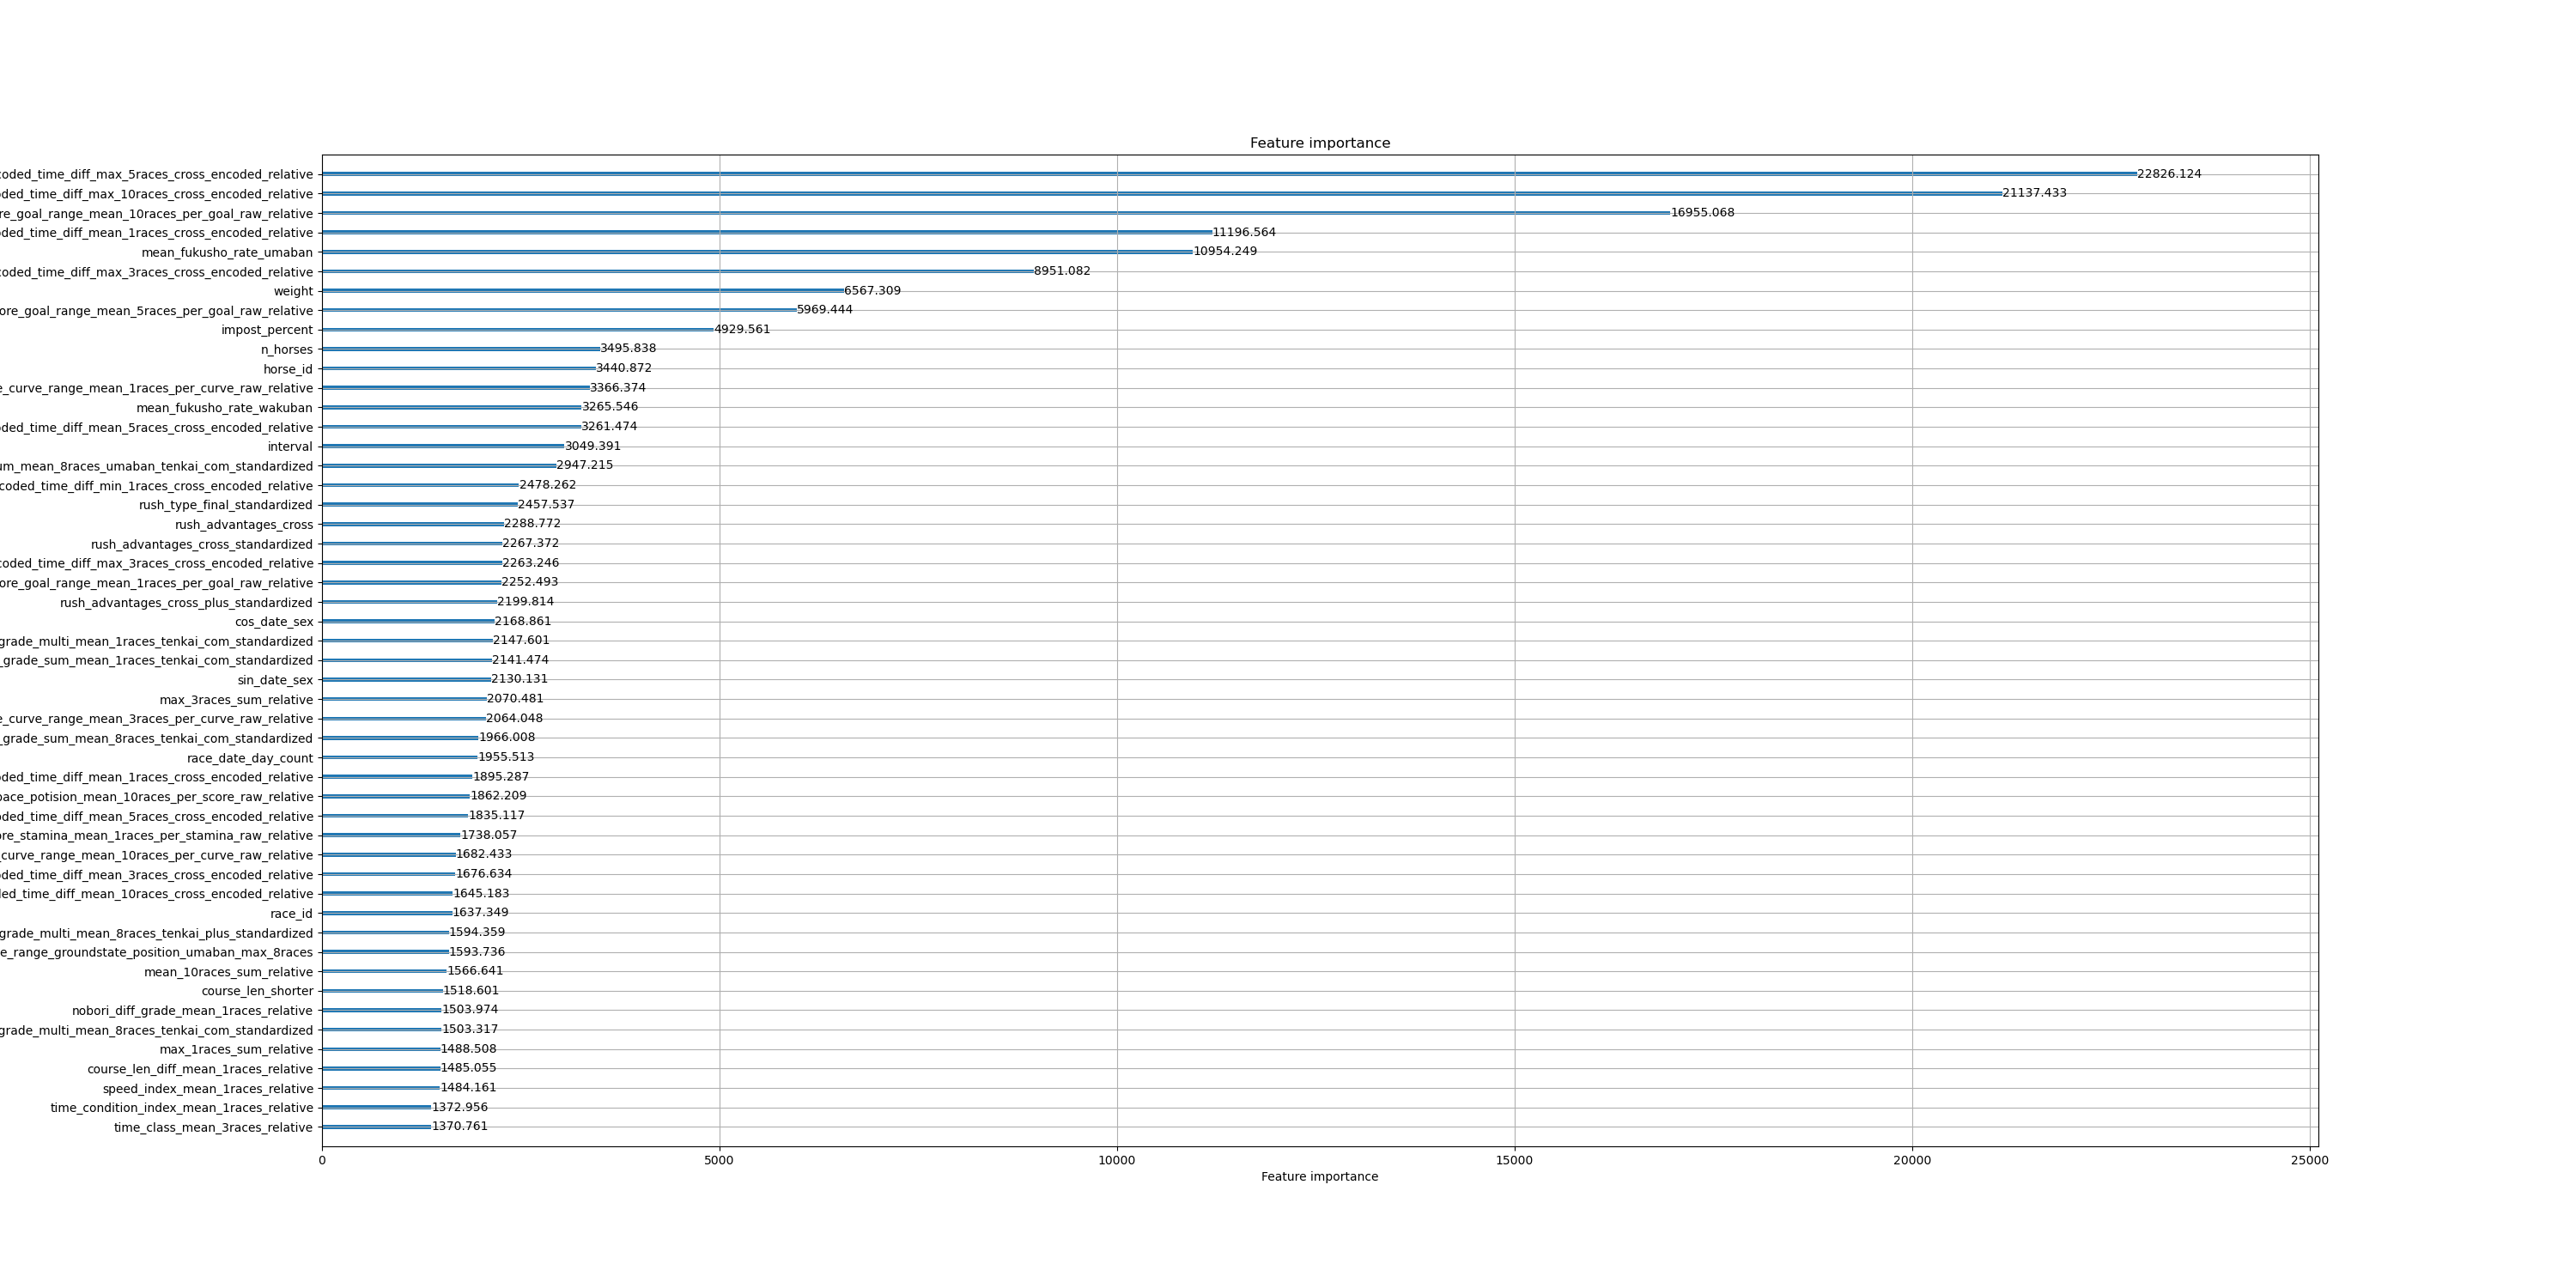 Feature importance
coded_time_diff_max_5races_cross_encoded_relative 22826.124
ded_time_diff_max_10races_cross_encoded_relative 21137.433
re_goal_range_mean_10races_per_goal_raw_relative 16955.068
ded_time_diff_mean_1races_cross_encoded_relative 11196.564
mean_fukusho_rate_umaban 10954.249
coded_time_diff_max_3races_cross_encoded_relative 8951.082
weight 6567.309
ore_goal_range_mean_5races_per_goal_raw_relative 5969.444
impost_percent 4929.561
n_horses 3495.838
horse_id 3440.872
e_curve_range_mean_1races_per_curve_raw_relative 3366.374
mean_fukusho_rate_wakuban 3265.546
ded_time_diff_mean_5races_cross_encoded_relative 3261.474
interval 3049.391
um_mean_8races_umaban_tenkai_com_standardized 2947.215
coded_time_diff_min_1races_cross_encoded_relative 2478.262
rush_type_final_standardized 2457.537
rush_advantages_cross 2288.772
rush_advantages_cross_standardized 2267.372
coded_time_diff_max_3races_cross_encoded_relative 2263.246
ore_goal_range_mean_1races_per_goal_raw_relative 2252.493
rush_advantages_cross_plus_standardized 2199.814
cos_date_sex 2168.861
grade_multi_mean_1races_tenkai_com_standardized 2147.601
_grade_sum_mean_1races_tenkai_com_standardized 2141.474
sin_date_sex 2130.131
max_3races_sum_relative 2070.481
e_curve_range_mean_3races_per_curve_raw_relative 2064.048
_grade_sum_mean_8races_tenkai_com_standardized 1966.008
race_date_day_count 1955.513
ded_time_diff_mean_1races_cross_encoded_relative 1895.287
pace_potision_mean_10races_per_score_raw_relative 1862.209
ded_time_diff_mean_5races_cross_encoded_relative 1835.117
ore_stamina_mean_1races_per_stamina_raw_relative 1738.057
_curve_range_mean_10races_per_curve_raw_relative 1682.433
ded_time_diff_mean_3races_cross_encoded_relative 1676.634
led_time_diff_mean_10races_cross_encoded_relative 1645.183
race_id 1637.349
grade_multi_mean_8races_tenkai_plus_standardized 1594.359
e_range_groundstate_position_umaban_max_8races 1593.736
mean_10races_sum_relative 1566.641
course_len_shorter 1518.601
nobori_diff_grade_mean_1races_relative 1503.974
grade_multi_mean_8races_tenkai_com_standardized 1503.317
max_1races_sum_relative 1488.508
course_len_diff_mean_1races_relative 1485.055
speed_index_mean_1races_relative 1484.161
time_condition_index_mean_1races_relative 1372.956
time_class_mean_3races_relative 1370.761
0 5000 10000 15000 20000 25000
Feature importance